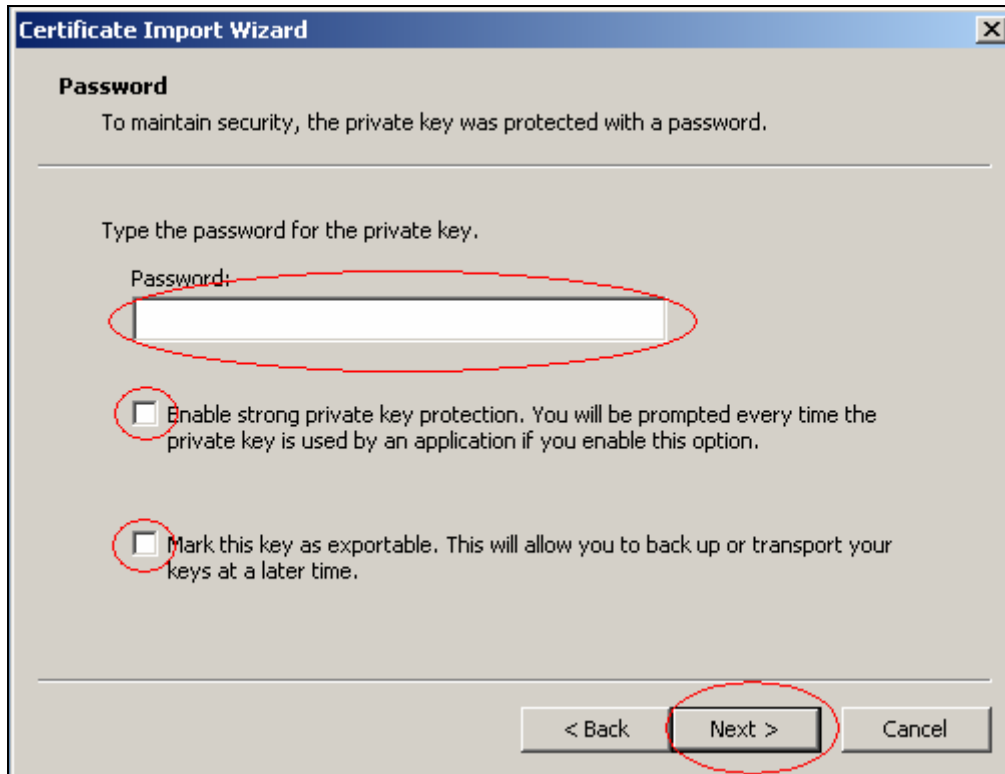 Certificate Import Wizard
Password
To maintain security, the private key was protected with a password.
Type the password for the private key.
Password:
Enable strong private key protection. You will be prompted every time the
private key is used by an application if you enable this option.
Mark this key as exportable. This will allow you to back up or transport your
keys at a later time.
< Back Next > Cancel